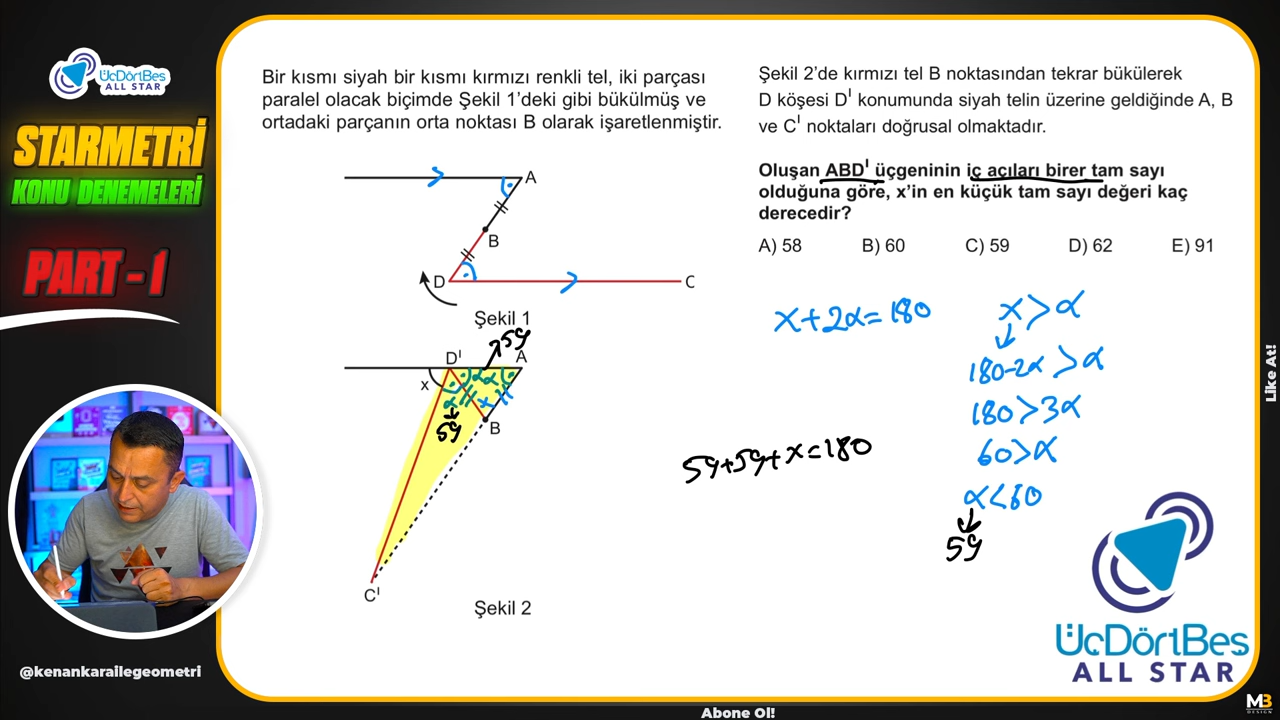 ÜçDörtBes
ALL STAR
STARMETRİ
KONU DENEMELERİ
PART - 1
@kenankarailegeometri
Bir kısmı siyah bir kısmı kırmızı renkli tel, iki parçası
paralel olacak biçimde Şekil 1'deki gibi bükülmüş ve
ortadaki parçanın orta noktası B olarak işaretlenmiştir.
A
B
D
C
Şekil 1
59
D'
A
x
α
α
α
x
59
B
C'
Şekil 2
Şekil 2'de kırmızı tel B noktasından tekrar bükülerek
D köşesi D' konumunda siyah telin üzerine geldiğinde A, B
ve C' noktaları doğrusal olmaktadır.
Oluşan ABD' üçgeninin iç açıları birer tam sayı
olduğuna göre, x'in en küçük tam sayı değeri kaç
derecedir?
A) 58 B) 60 C) 59 D) 62 E) 91
x+2α=180
x>α
180-2α>α
180>3α
60>α
α<60
59
59+59+x=180
ÜçDörtBes
ALL STAR
Like At!
Abone Ol!
MB
DESIGN